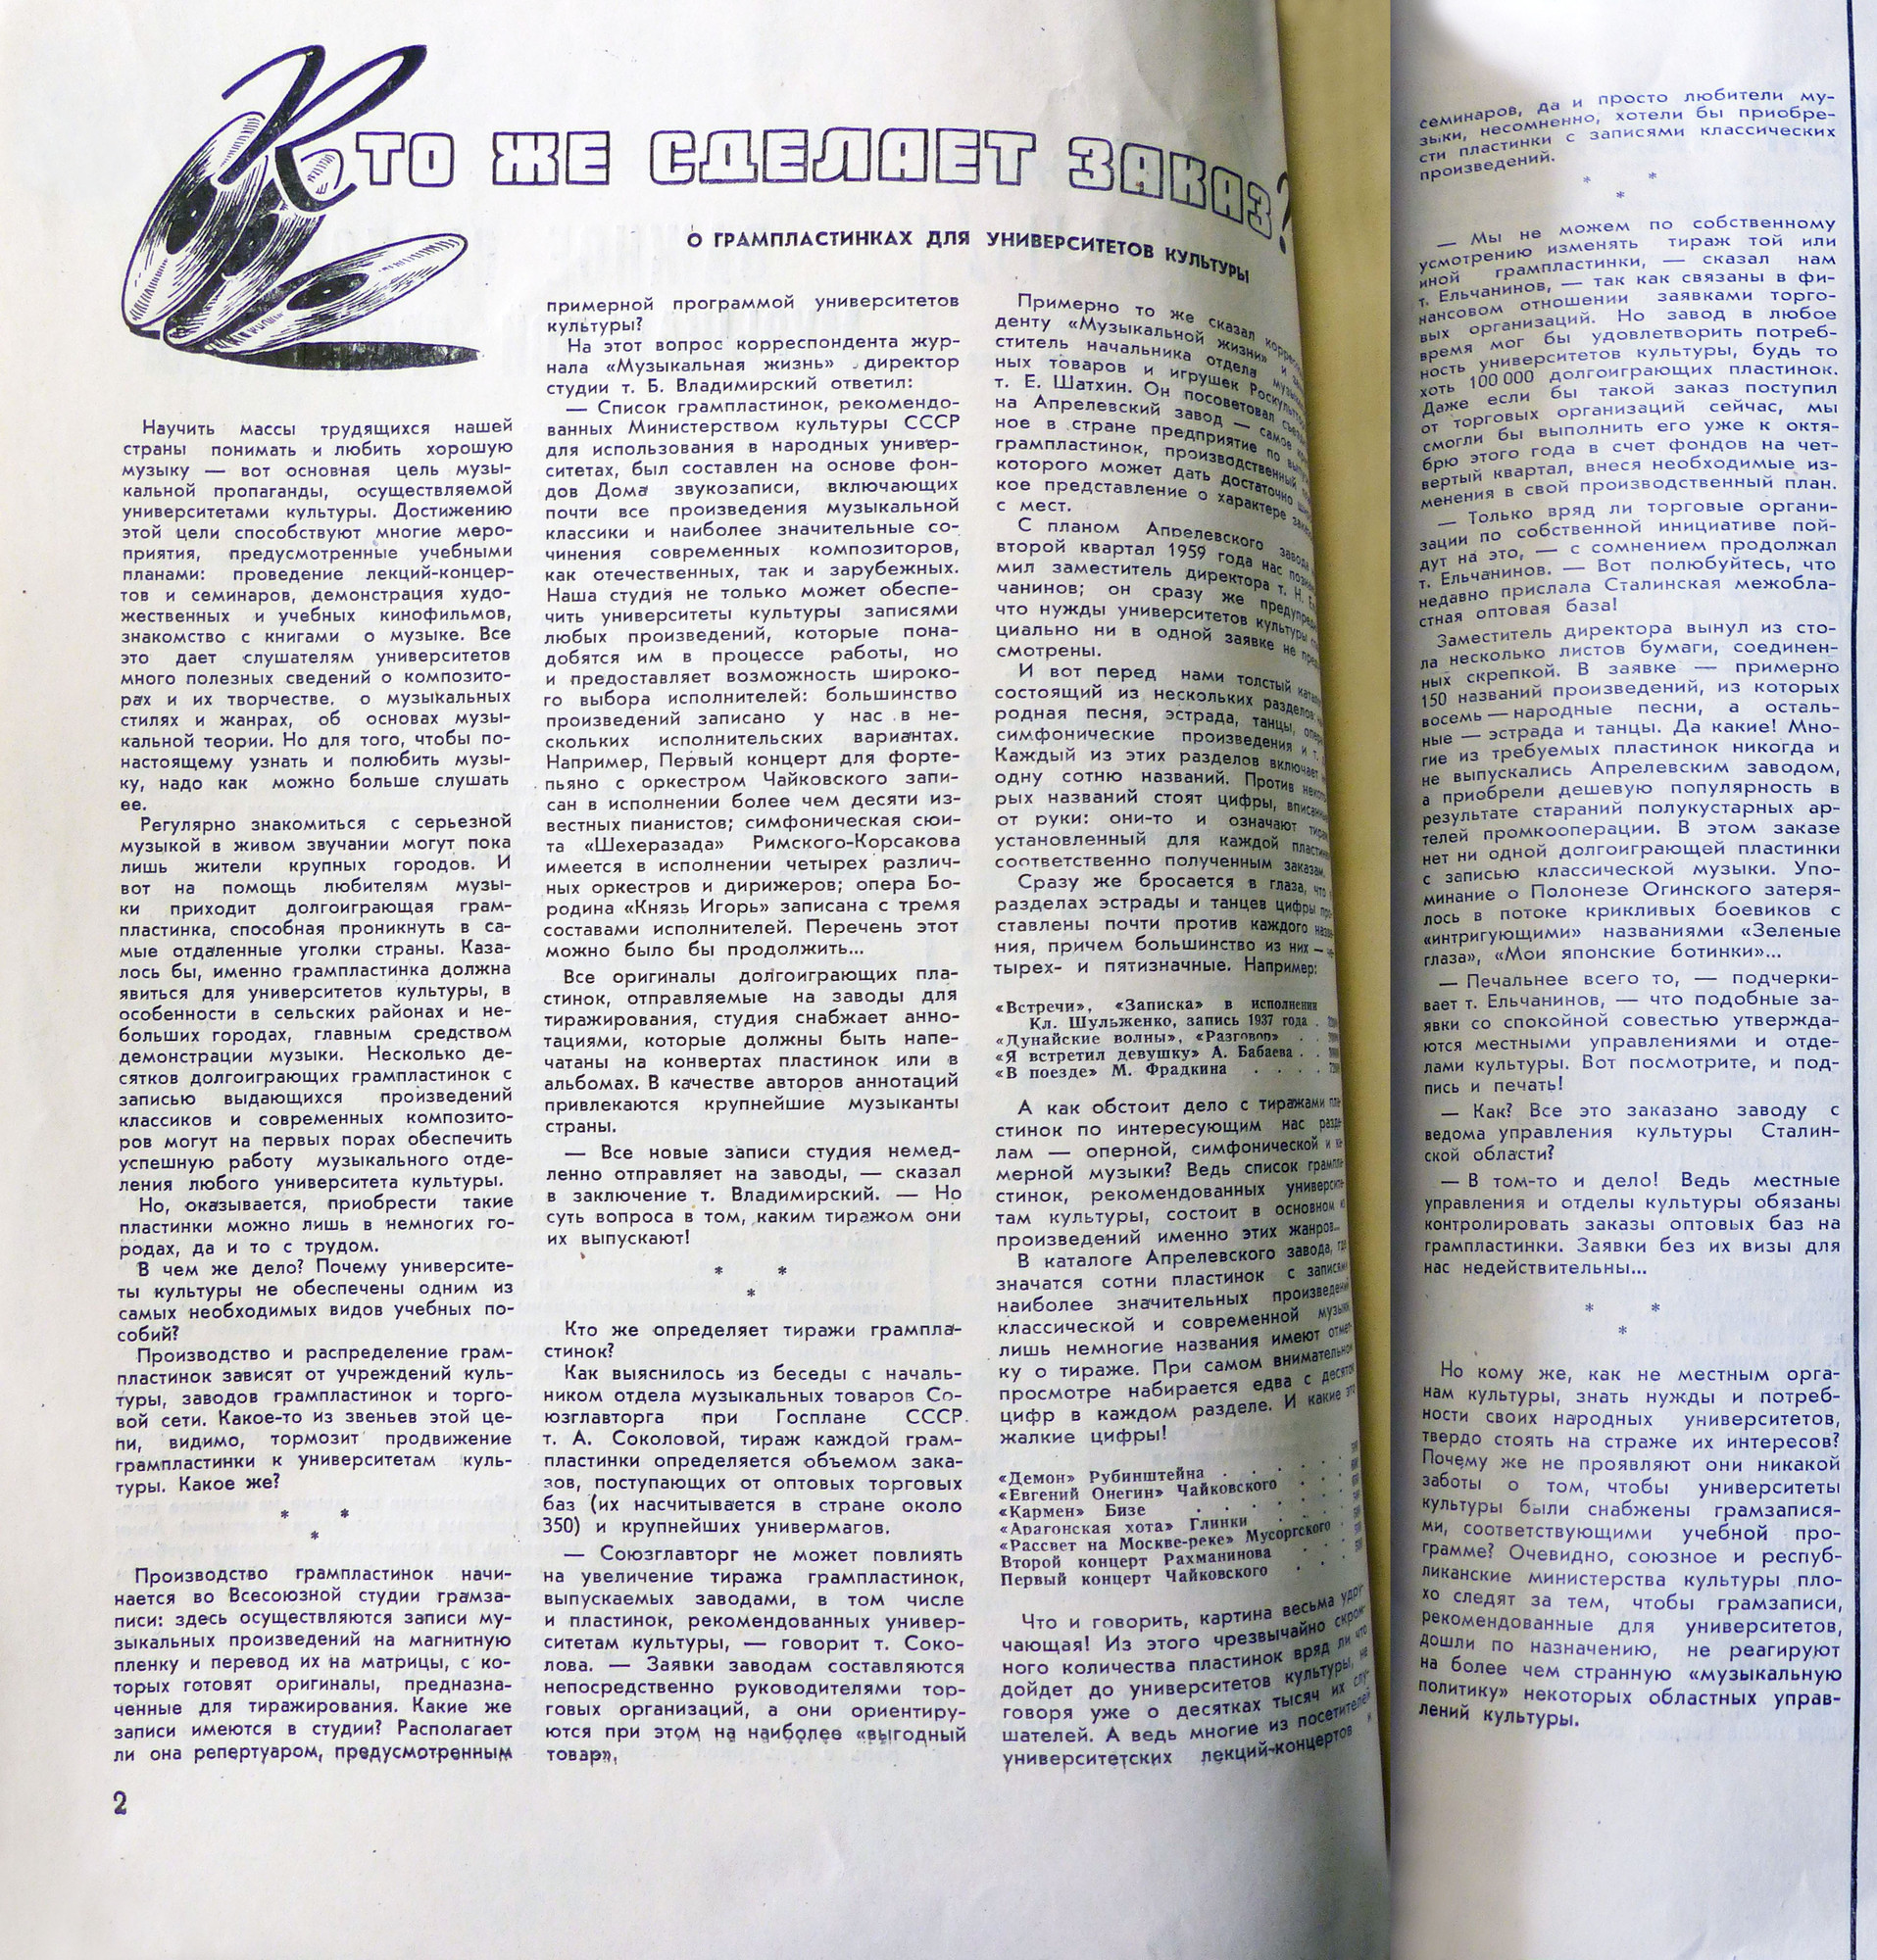 Кто же сделает заказ?
О ГРАМПЛАСТИНКАХ ДЛЯ УНИВЕРСИТЕТОВ КУЛЬТУРЫ
Научить массы трудящихся нашей
страны понимать и любить хорошую
музыку — вот основная цель музы-
кальной пропаганды, осуществляемой
университетами культуры. Достижению
этой цели способствуют многие меро-
приятия, предусмотренные учебными
планами: проведение лекций-концер-
тов и семинаров, демонстрация худо-
жественных и учебных кинофильмов,
знакомство с книгами о музыке. Все
это дает слушателям университетов
много полезных сведений о композито-
рах и их творчестве, о музыкальных
стилях и жанрах, об основах музы-
кальной теории. Но для того, чтобы по-
настоящему узнать и полюбить музы-
ку, надо как можно больше слушать
ее.
Регулярно знакомиться с серьезной
музыкой в живом звучании могут пока
лишь жители крупных городов. И
вот на помощь любителям музы-
ки приходит долгоиграющая грам-
пластинка, способная проникнуть в са-
мые отдаленные уголки страны. Каза-
лось бы, именно грампластинка должна
явиться для университетов культуры, в
особенности в сельских районах и не-
больших городах, главным средством
демонстрации музыки. Несколько де-
сятков долгоиграющих грампластинок с
записью выдающихся произведений
классиков и современных композито-
ров могут на первых порах обеспечить
успешную работу музыкального отде-
ления любого университета культуры.
Но, оказывается, приобрести такие
пластинки можно лишь в немногих го-
родах, да и то с трудом.
В чем же дело? Почему университе-
ты культуры не обеспечены одним из
самых необходимых видов учебных по-
собий?
Производство и распределение грам-
пластинок зависят от учреждений куль-
туры, заводов грампластинок и торго-
вой сети. Какое-то из звеньев этой це-
пи, видимо, тормозит продвижение
грампластинки к университетам куль-
туры. Какое же?
* *
*
Производство грампластинок начи-
нается во Всесоюзной студии грамза-
писи: здесь осуществляются записи му-
зыкальных произведений на магнитную
пленку и перевод их на матрицы, с ко-
торых готовят оригиналы, предназна-
ченные для тиражирования. Какие же
записи имеются в студии? Располагает
ли она репертуаром, предусмотренным
2
примерной программой университетов
культуры?
На этот вопрос корреспондента жур-
нала «Музыкальная жизнь» директор
студии т. Б. Владимирский ответил:
— Список грампластинок, рекомендо-
ванных Министерством культуры СССР
для использования в народных универ-
ситетах, был составлен на основе фон-
дов Дома звукозаписи, включающих
почти все произведения музыкальной
классики и наиболее значительные со-
чинения современных композиторов,
как отечественных, так и зарубежных.
Наша студия не только может обеспе-
чить университеты культуры записями
любых произведений, которые пона-
добятся им в процессе работы, но
и предоставляет возможность широко-
го выбора исполнителей: большинство
произведений записано у нас в не-
скольких исполнительских вариантах.
Например, Первый концерт для форте-
пьяно с оркестром Чайковского запи-
сан в исполнении более чем десяти из-
вестных пианистов; симфоническая сюи-
та «Шехеразада» Римского-Корсакова
имеется в исполнении четырех различ-
ных оркестров и дирижеров; опера Бо-
родина «Князь Игорь» записана с тремя
составами исполнителей. Перечень этот
можно было бы продолжить...
Все оригиналы долгоиграющих пла-
стинок, отправляемые на заводы для
тиражирования, студия снабжает анно-
тациями, которые должны быть напе-
чатаны на конвертах пластинок или в
альбомах. В качестве авторов аннотаций
привлекаются крупнейшие музыканты
страны.
— Все новые записи студия немед-
ленно отправляет на заводы, — сказал
в заключение т. Владимирский. — Но
суть вопроса в том, каким тиражом они
их выпускают!
* *
*
Кто же определяет тиражи грампла-
стинок?
Как выяснилось из беседы с началь-
ником отдела музыкальных товаров Со-
юзглавторга при Госплане СССР
т. А. Соколовой, тираж каждой грам-
пластинки определяется объемом зака-
зов, поступающих от оптовых торговых
баз (их насчитывается в стране около
350) и крупнейших универмагов.
— Союзглавторг не может повлиять
на увеличение тиража грампластинок,
выпускаемых заводами, в том числе
и пластинок, рекомендованных универ-
ситетам культуры, — говорит т. Соко-
лова. — Заявки заводам составляются
непосредственно руководителями тор-
говых организаций, а они ориентиру-
ются при этом на наиболее «выгодный
товар».
Примерно то же сказал
денту «Музыкальной жизни» и заме-
ститель начальника отдела
ных товаров и игрушек
т. Е. Шатхин. Он посоветовал
на Апрелевский завод — самое
ное в стране предприятие по
грампластинок, производственный
которого может дать достаточно
кое представление о характере
с мест.
С планом Апрелевского завода
второй квартал 1959 года нас
мил заместитель директора т. Н.
чанинов; он сразу же
что нужды университетов культуры
циально ни в одной заявке не
смотрены.
И вот перед нами толстый
состоящий из нескольких разделов:
родная песня, эстрада, танцы,
симфонические произведения и т.
Каждый из этих разделов включает
одну сотню названий. Против
рых названий стоят цифры,
от руки: они-то и означают
установленный для каждой
соответственно полученным заказам.
Сразу же бросается в глаза, что
разделах эстрады и танцев цифры про-
ставлены почти против каждого назва-
ния, причем большинство из них — че-
тырех- и пятизначные. Например:
«Встречи», «Записка» в исполнении
Кл. Шульженко, запись 1937 года .
«Дунайские волны», «Разговор» . .
«Я встретил девушку» А. Бабаева . .
«В поезде» М. Фрадкина . . . .
А как обстоит дело с тиражами пла-
стинок по интересующим нас разде-
лам — оперной, симфонической и ка-
мерной музыки? Ведь список грампла-
стинок, рекомендованных университе-
там культуры, состоит в основном из
произведений именно этих жанров...
В каталоге Апрелевского завода, где
значатся сотни пластинок с записями
наиболее значительных произведений
классической и современной музыки,
лишь немногие названия имеют отмет-
ку о тираже. При самом внимательном
просмотре набирается едва с десяток
цифр в каждом разделе. И какие это
жалкие цифры!
«Демон» Рубинштейна . . . . .
«Евгений Онегин» Чайковского . . .
«Кармен» Бизе . . . . . .
«Арагонская хота» Глинки . . . .
«Рассвет на Москве-реке» Мусоргского .
Второй концерт Рахманинова . . .
Первый концерт Чайковского . . .
Что и говорить, картина весьма удру-
чающая! Из этого чрезвычайно скром-
ного количества пластинок вряд ли что
дойдет до университетов культуры, не
говоря уже о десятках тысяч их слу-
шателей. А ведь многие из посетителей
университетских лекций-концертов и
семинаров, да и просто любители му-
зыки, несомненно, хотели бы приобре-
сти пластинки с записями классических
произведений.
* *
*
— Мы не можем по собственному
усмотрению изменять тираж той или
иной грампластинки, — сказал нам
т. Ельчанинов, — так как связаны в фи-
нансовом отношении заявками торго-
вых организаций. Но завод в любое
время мог бы удовлетворить потреб-
ность университетов культуры, будь то
хоть 100 000 долгоиграющих пластинок.
Даже если бы такой заказ поступил
от торговых организаций сейчас, мы
смогли бы выполнить его уже к октя-
брю этого года в счет фондов на чет-
вертый квартал, внеся необходимые из-
менения в свой производственный план.
— Только вряд ли торговые органи-
зации по собственной инициативе пой-
дут на это, — с сомнением продолжал
т. Ельчанинов. — Вот полюбуйтесь, что
недавно прислала Сталинская межобла-
стная оптовая база!
Заместитель директора вынул из сто-
ла несколько листов бумаги, соединен-
ных скрепкой. В заявке — примерно
150 названий произведений, из которых
восемь — народные песни, а осталь-
ные — эстрада и танцы. Да какие! Мно-
гие из требуемых пластинок никогда и
не выпускались Апрелевским заводом,
а приобрели дешевую популярность в
результате стараний полукустарных ар-
телей промкооперации. В этом заказе
нет ни одной долгоиграющей пластинки
с записью классической музыки. Упо-
минание о Полонезе Огинского затеря-
лось в потоке крикливых боевиков с
«интригующими» названиями «Зеленые
глаза», «Мои японские ботинки»...
— Печальнее всего то, — подчерки-
вает т. Ельчанинов, — что подобные за-
явки со спокойной совестью утвержда-
ются местными управлениями и отде-
лами культуры. Вот посмотрите, и под-
пись и печать!
— Как? Все это заказано заводу с
ведома управления культуры Сталин-
ской области?
— В том-то и дело! Ведь местные
управления и отделы культуры обязаны
контролировать заказы оптовых баз на
грампластинки. Заявки без их визы для
нас недействительны...
* *
*
Но кому же, как не местным орга-
нам культуры, знать нужды и потреб-
ности своих народных университетов,
твердо стоять на страже их интересов?
Почему же не проявляют они никакой
заботы о том, чтобы университеты
культуры были снабжены грамзапися-
ми, соответствующими учебной про-
грамме? Очевидно, союзное и респуб-
ликанские министерства культуры пло-
хо следят за тем, чтобы грамзаписи,
рекомендованные для университетов,
дошли по назначению, не реагируют
на более чем странную «музыкальную
политику» некоторых областных управ-
лений культуры.